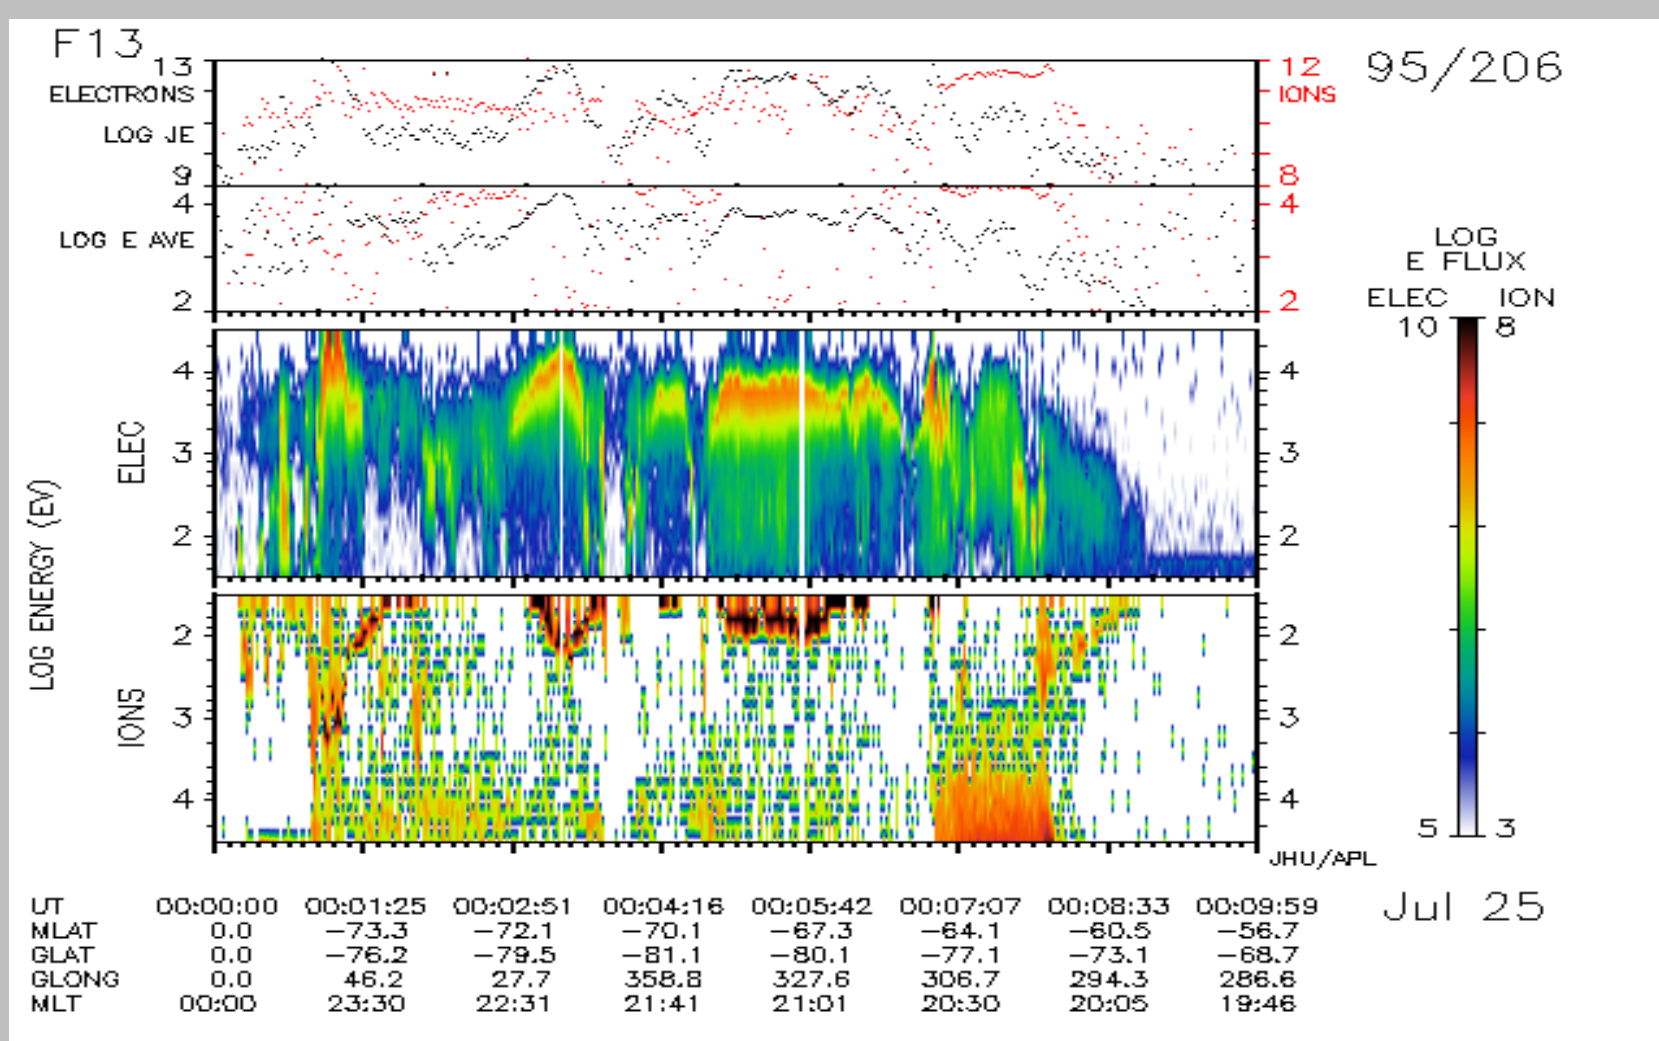 F13
95/206
13
12
ELECTRONS
IONS
LOG JE
9
8
4
4
LOG E AVE
2
2
LOG
E FLUX
ELEC ION
10 8
5 3
LOG ENERGY (EV)
ELEC
4
4
3
3
2
2
IONS
2
2
3
3
4
4
JHU/APL
Jul 25
UT 00:00:00 00:01:25 00:02:51 00:04:16 00:05:42 00:07:07 00:08:33 00:09:59
MLAT 0.0 −73.3 −72.1 −70.1 −67.3 −64.1 −60.5 −56.7
GLAT 0.0 −76.2 −79.5 −81.1 −80.1 −77.1 −73.1 −68.7
GLONG 0.0 46.2 27.7 358.8 327.6 306.7 294.3 286.6
MLT 00:00 23:30 22:31 21:41 21:01 20:30 20:05 19:46